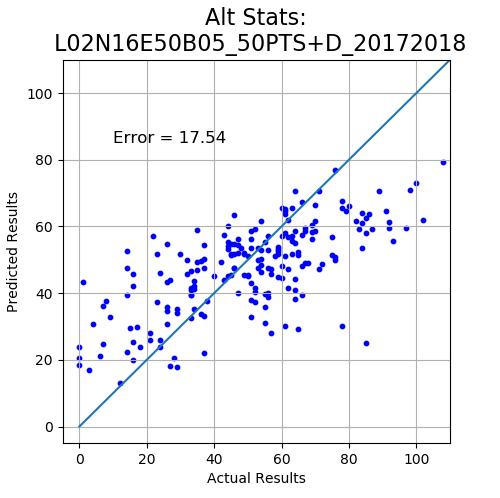 Alt Stats:
L02N16E50B05_50PTS+D_20172018
Error = 17.54
Predicted Results
100
80
60
40
20
0
0 20 40 60 80 100
Actual Results